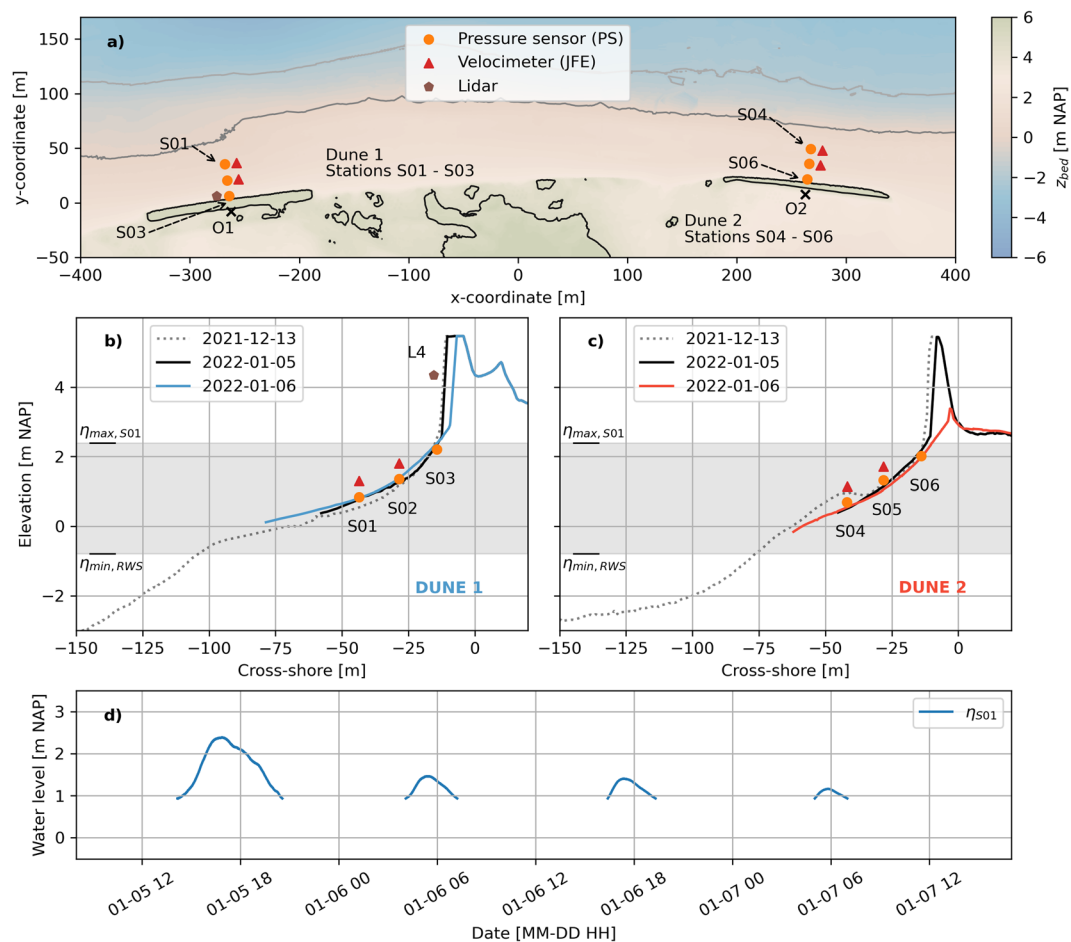 a)
Pressure sensor (PS)
Velocimeter (JFE)
Lidar
150
100
50
0
−50
y-coordinate [m]
S01
S03
O1
Dune 1
Stations S01 - S03
S04
S06
O2
Dune 2
Stations S04 - S06
−400
−300
−200
−100
0
100
200
300
400
x-coordinate [m]
6
4
2
0
−2
−4
−6
z_bed [m NAP]
b)
2021-12-13
2022-01-05
2022-01-06
L4
η_max, S01
η_min, RWS
S01
S02
S03
DUNE 1
4
2
0
−2
Elevation [m NAP]
−150
−125
−100
−75
−50
−25
0
Cross-shore [m]
c)
2021-12-13
2022-01-05
2022-01-06
η_max, S01
η_min, RWS
S04
S05
S06
DUNE 2
−150
−125
−100
−75
−50
−25
0
Cross-shore [m]
d)
η_S01
3
2
1
0
Water level [m NAP]
01-05 12
01-05 18
01-06 00
01-06 06
01-06 12
01-06 18
01-07 00
01-07 06
01-07 12
Date [MM-DD HH]